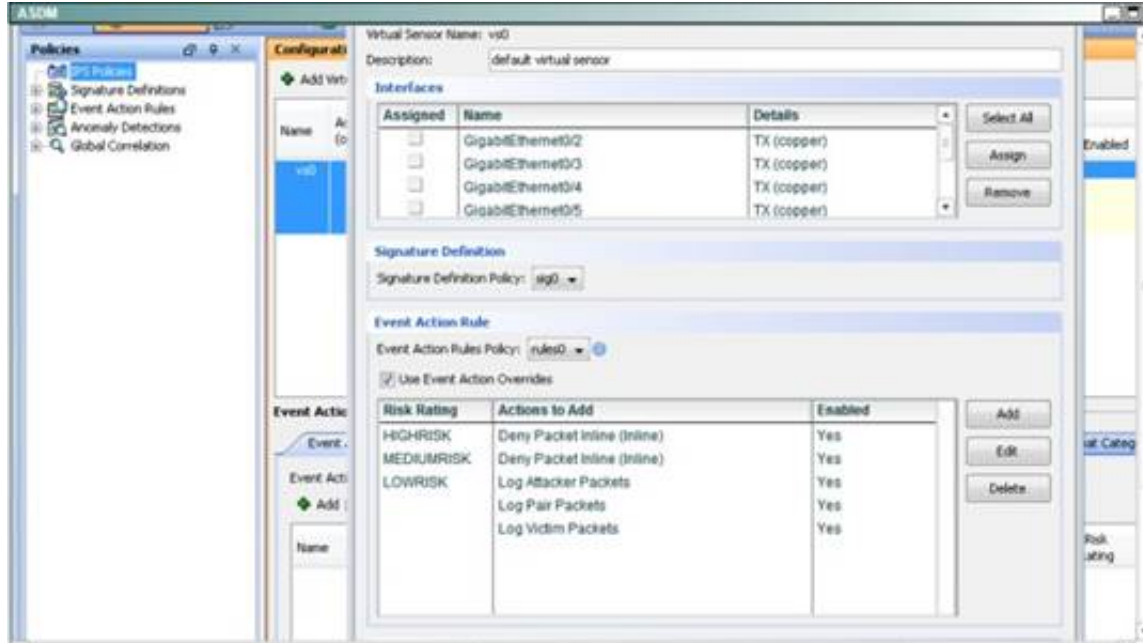 ASDM
Policies
IPS Policies
Signature Definitions
Event Action Rules
Anomaly Detections
Global Correlation
Configurati
Add Virt
Name
vs0
Event Actio
Event
Event Acti
Add
Name
Virtual Sensor Name: vs0
Description: default virtual sensor
Interfaces
Assigned Name Details
GigabitEthernet0/2 TX (copper)
GigabitEthernet0/3 TX (copper)
GigabitEthernet0/4 TX (copper)
GigabitEthernet0/5 TX (copper)
Select All
Assign
Remove
Signature Definition
Signature Definition Policy: sig0
Event Action Rule
Event Action Rules Policy: rules0
Use Event Action Overrides
Risk Rating Actions to Add Enabled
HIGHRISK Deny Packet Inline (Inline) Yes
MEDIUMRISK Deny Packet Inline (Inline) Yes
LOWRISK Log Attacker Packets Yes
Log Pair Packets Yes
Log Victim Packets Yes
Add
Edit
Delete
Enabled
at Categ
Risk
ating